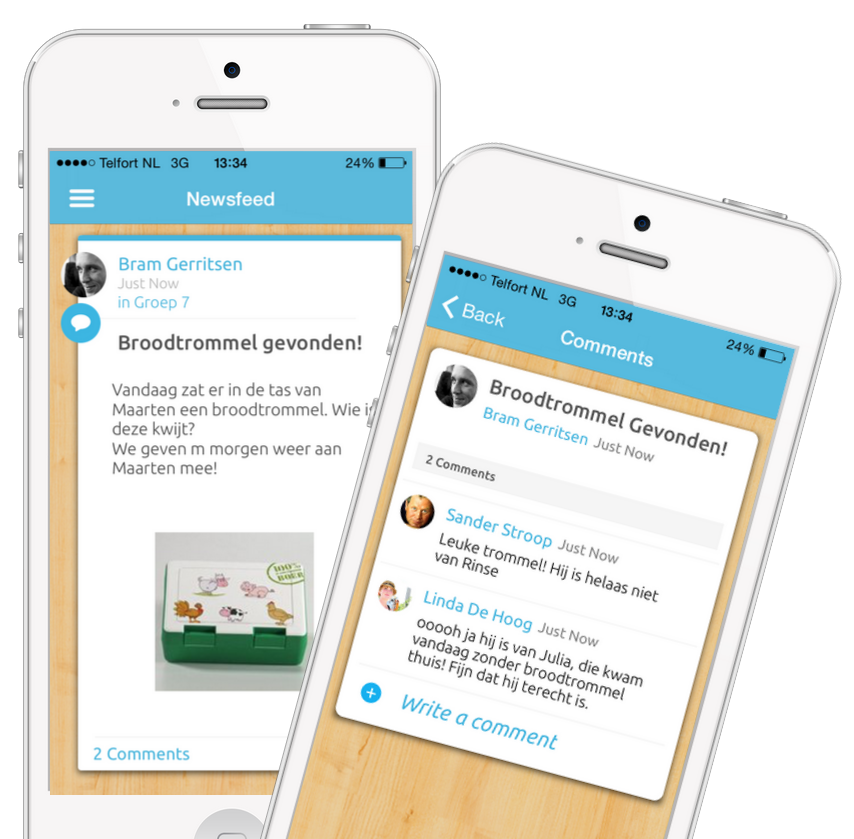 Telfort NL 3G 13:34 24%
Newsfeed
Bram Gerritsen
Just Now
in Groep 7
Broodtrommel gevonden!
Vandaag zat er in de tas van
Maarten een broodtrommel. Wie is
deze kwijt?
We geven m morgen weer aan
Maarten mee!
100%
BOER
2 Comments
Telfort NL 3G 13:34 24%
Back
Comments
Broodtrommel Gevonden!
Bram Gerritsen Just Now
2 Comments
Sander Stroop Just Now
Leuke trommel! Hij is helaas niet
van Rinse
Linda De Hoog Just Now
ooooh ja hij is van Julia, die kwam
vandaag zonder broodtrommel
thuis! Fijn dat hij terecht is.
Write a comment